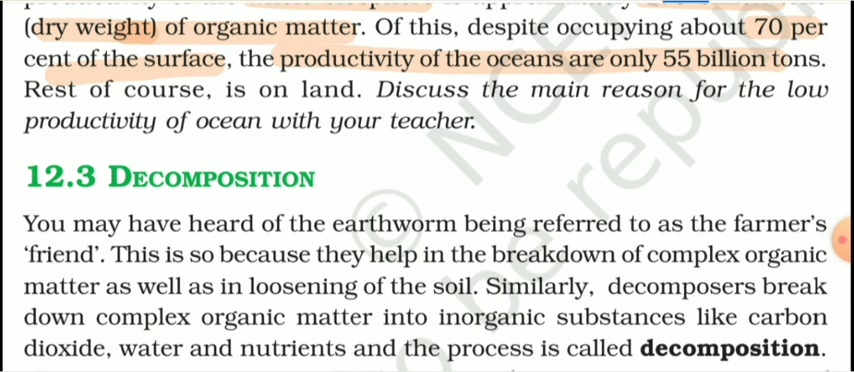 (dry weight) of organic matter. Of this, despite occupying about 70 per
cent of the surface, the productivity of the oceans are only 55 billion tons.
Rest of course, is on land. Discuss the main reason for the low
productivity of ocean with your teacher.
12.3 DECOMPOSITION
You may have heard of the earthworm being referred to as the farmer's
'friend'. This is so because they help in the breakdown of complex organic
matter as well as in loosening of the soil. Similarly, decomposers break
down complex organic matter into inorganic substances like carbon
dioxide, water and nutrients and the process is called decomposition.